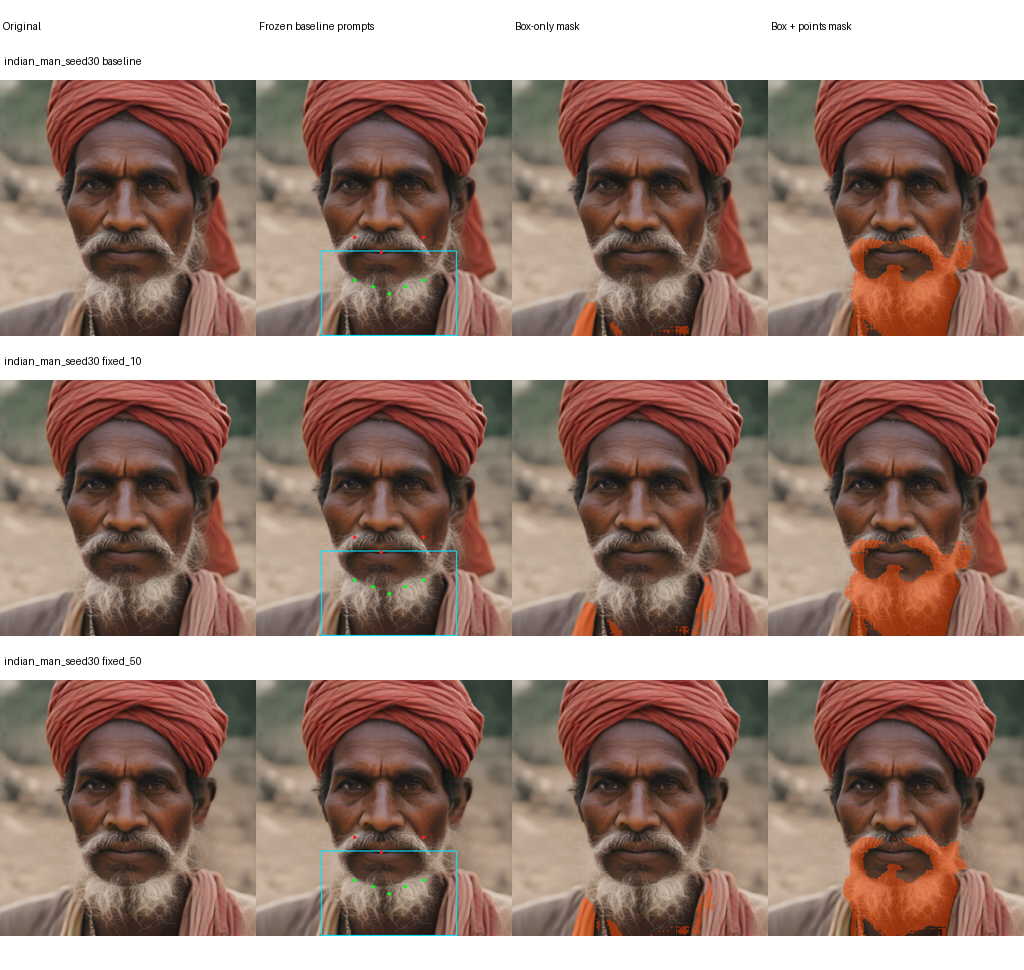 Original Frozen baseline prompts Box-only mask Box + points mask
indian_man_seed30 baseline
indian_man_seed30 fixed_10
indian_man_seed30 fixed_50